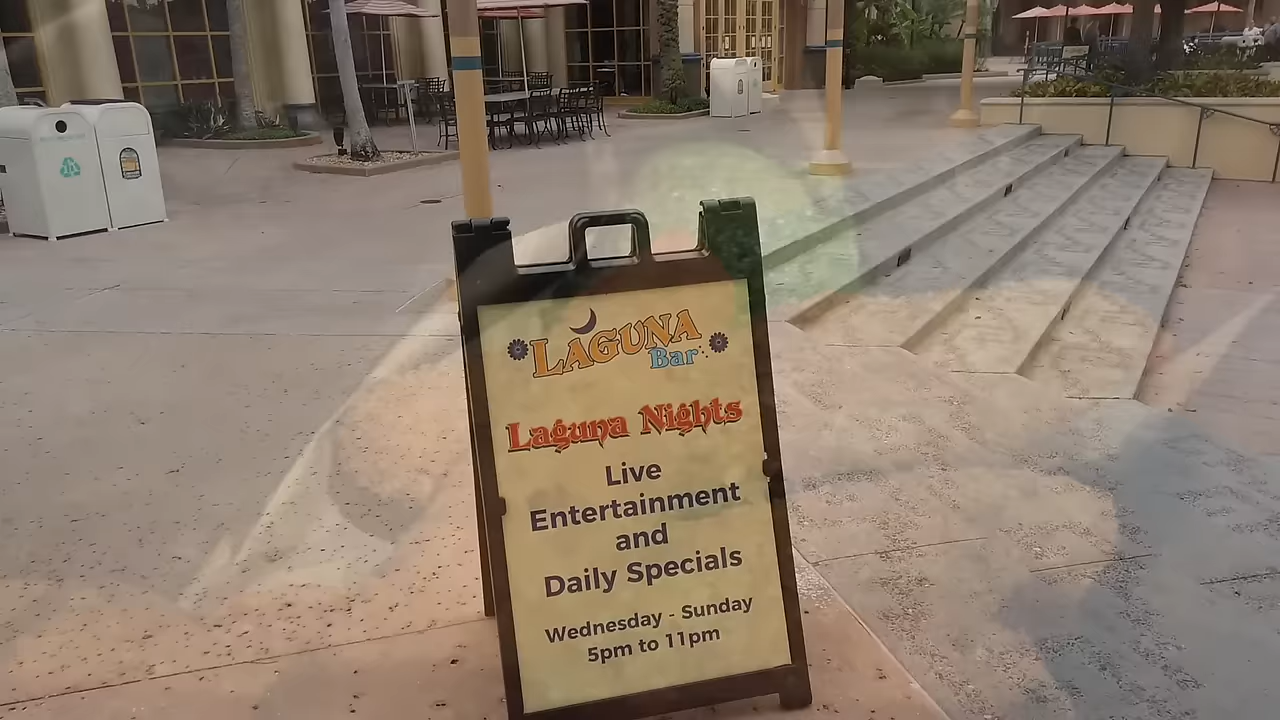 LAGUNA
Bar
Laguna Nights
Live
Entertainment
and
Daily Specials
Wednesday - Sunday
5pm to 11pm